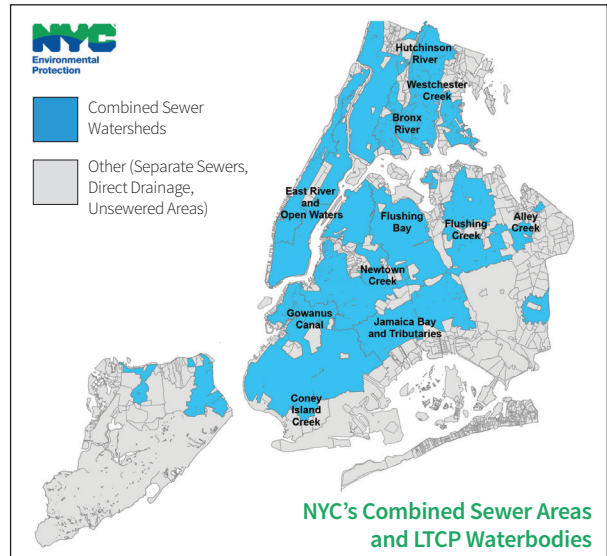 NYC
Environmental
Protection
Combined Sewer
Watersheds
Other (Separate Sewers,
Direct Drainage,
Unsewered Areas)
Hutchinson
River
Westchester
Creek
Bronx
River
East River
and
Open Waters
Flushing
Bay
Flushing
Creek
Alley
Creek
Newtown
Creek
Gowanus
Canal
Jamaica Bay
and Tributaries
Coney
Island
Creek
NYC's Combined Sewer Areas
and LTCP Waterbodies